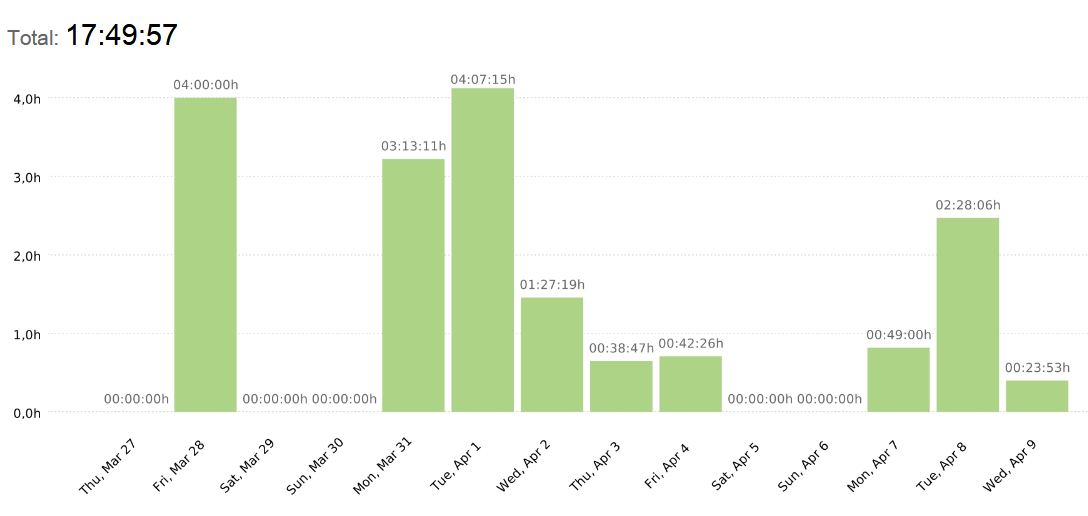 Total: 17:49:57
04:07:15h
04:00:00h
4,0h
03:13:11h
3,0h
02:28:06h
2,0h
01:27:19h
00:38:47h 00:42:26h
00:49:00h
1,0h
00:23:53h
00:00:00h
00:00:00h 00:00:00h
00:00:00h 00:00:00h
0,0h
Thu, Mar 27
Fri, Mar 28
Sat, Mar 29
Sun, Mar 30
Mon, Mar 31
Tue, Apr 1
Wed, Apr 2
Thu, Apr 3
Fri, Apr 4
Sat, Apr 5
Sun, Apr 6
Mon, Apr 7
Tue, Apr 8
Wed, Apr 9